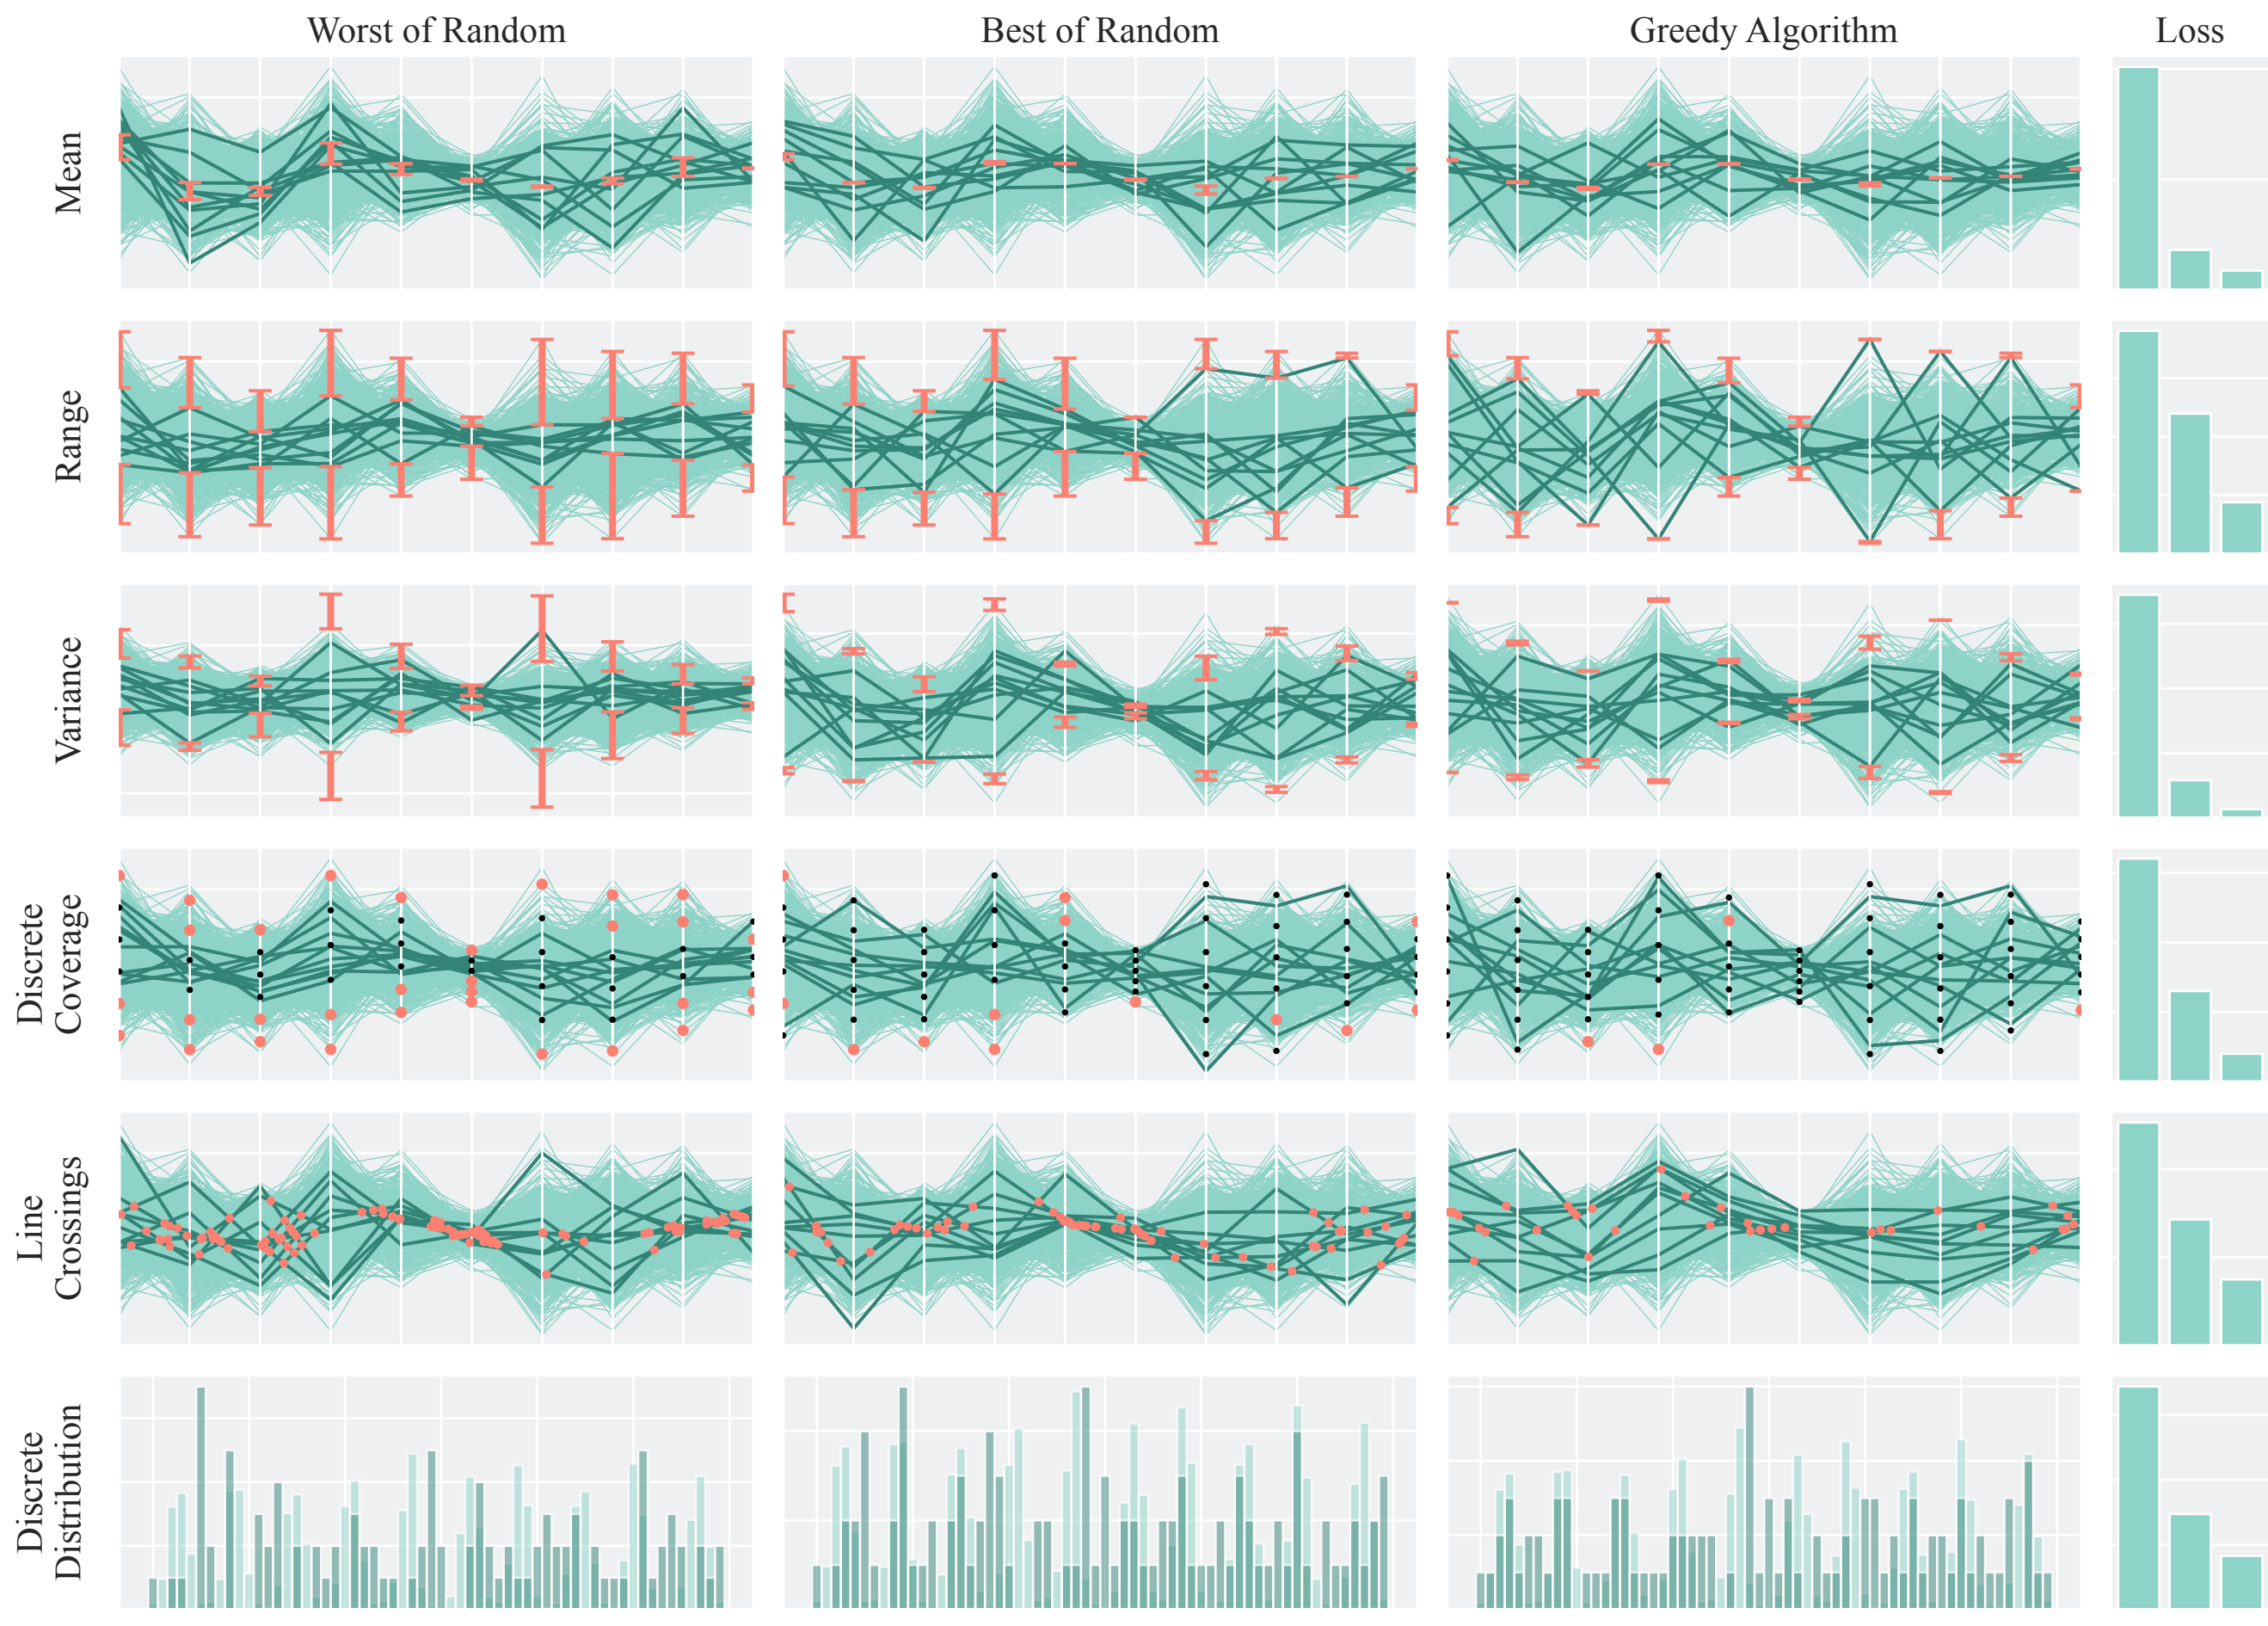 Worst of Random
Best of Random
Greedy Algorithm
Loss
Mean
Range
Variance
Discrete
Coverage
Line
Crossings
Discrete
Distribution